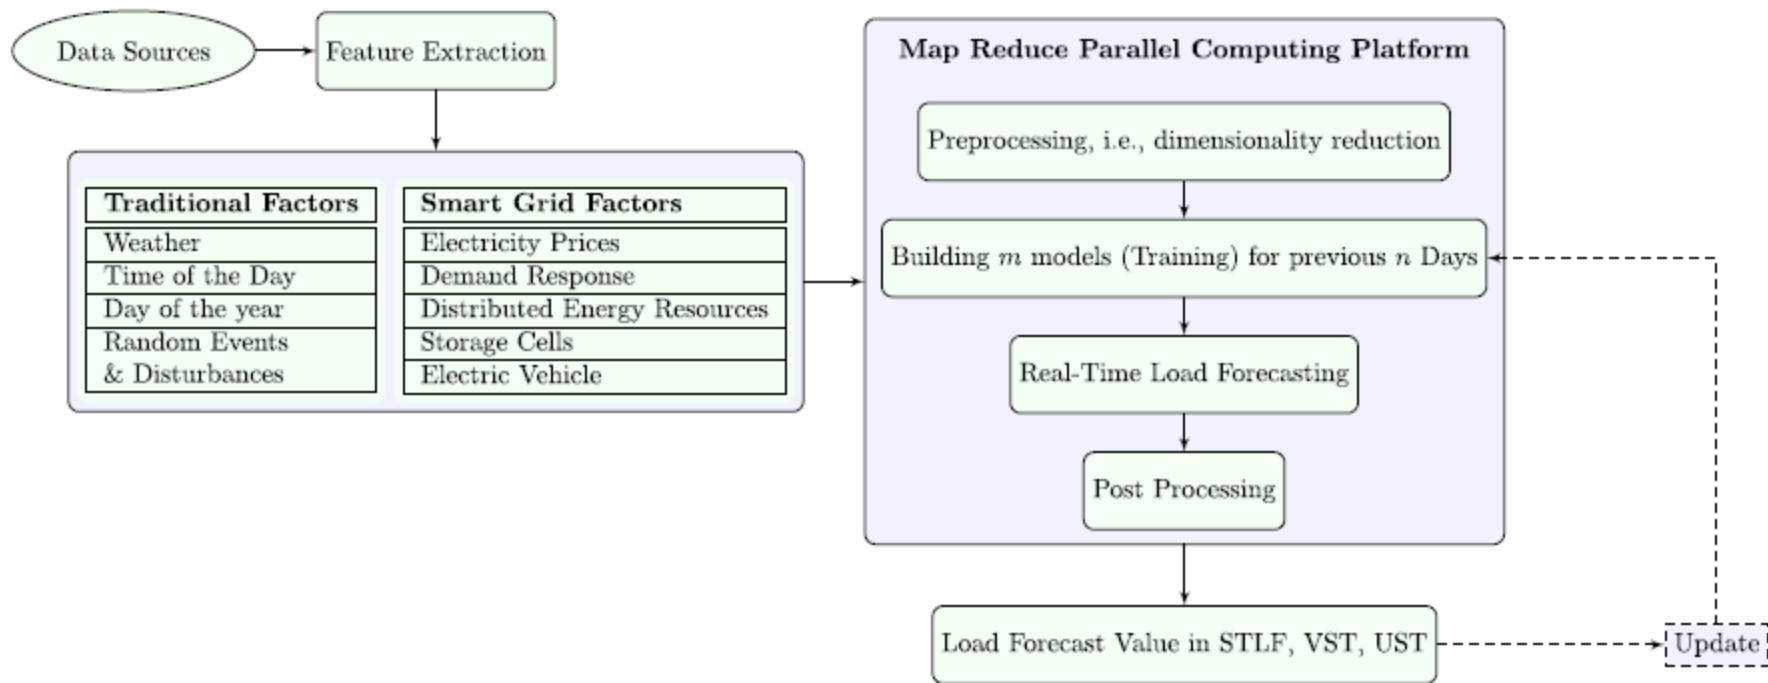 Data Sources
Feature Extraction
Traditional Factors
Weather
Time of the Day
Day of the year
Random Events
& Disturbances
Smart Grid Factors
Electricity Prices
Demand Response
Distributed Energy Resources
Storage Cells
Electric Vehicle
Map Reduce Parallel Computing Platform
Preprocessing, i.e., dimensionality reduction
Building m models (Training) for previous n Days
Real-Time Load Forecasting
Post Processing
Load Forecast Value in STLF, VST, UST
Update